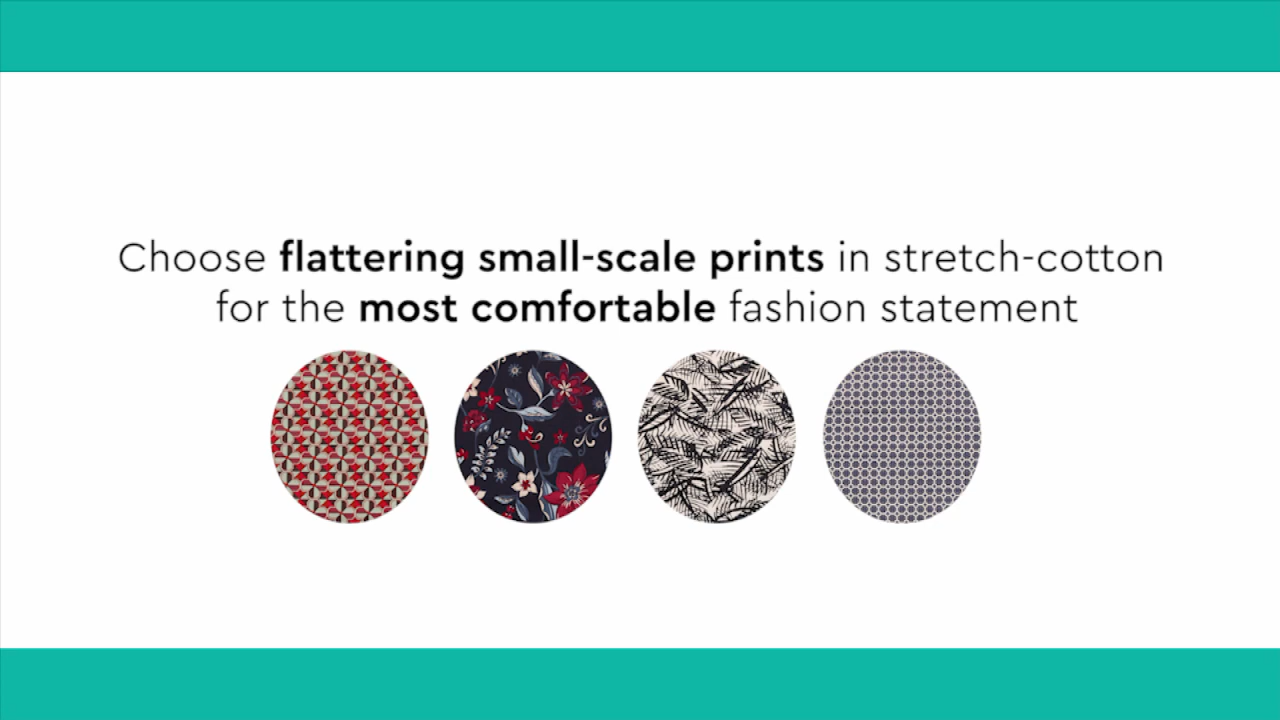 Choose flattering small-scale prints in stretch-cotton
for the most comfortable fashion statement